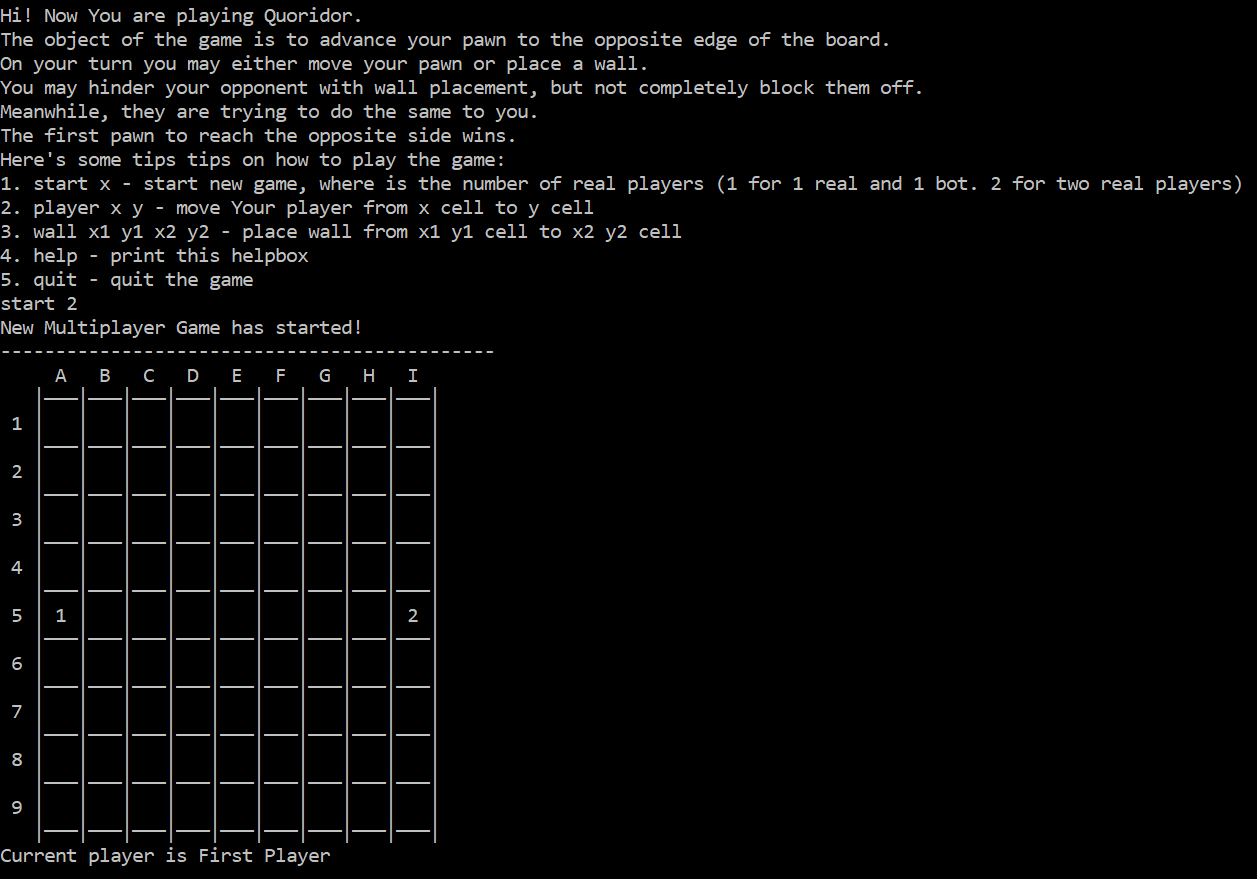 Hi! Now You are playing Quoridor.
The object of the game is to advance your pawn to the opposite edge of the board.
On your turn you may either move your pawn or place a wall.
You may hinder your opponent with wall placement, but not completely block them off.
Meanwhile, they are trying to do the same to you.
The first pawn to reach the opposite side wins.
Here's some tips tips on how to play the game:
1. start x - start new game, where is the number of real players (1 for 1 real and 1 bot. 2 for two real players)
2. player x y - move Your player from x cell to y cell
3. wall x1 y1 x2 y2 - place wall from x1 y1 cell to x2 y2 cell
4. help - print this helpbox
5. quit - quit the game
start 2
New Multiplayer Game has started!
---------------------------------------------
A B C D E F G H I
1
2
3
4
5 1 2
6
7
8
9
Current player is First Player